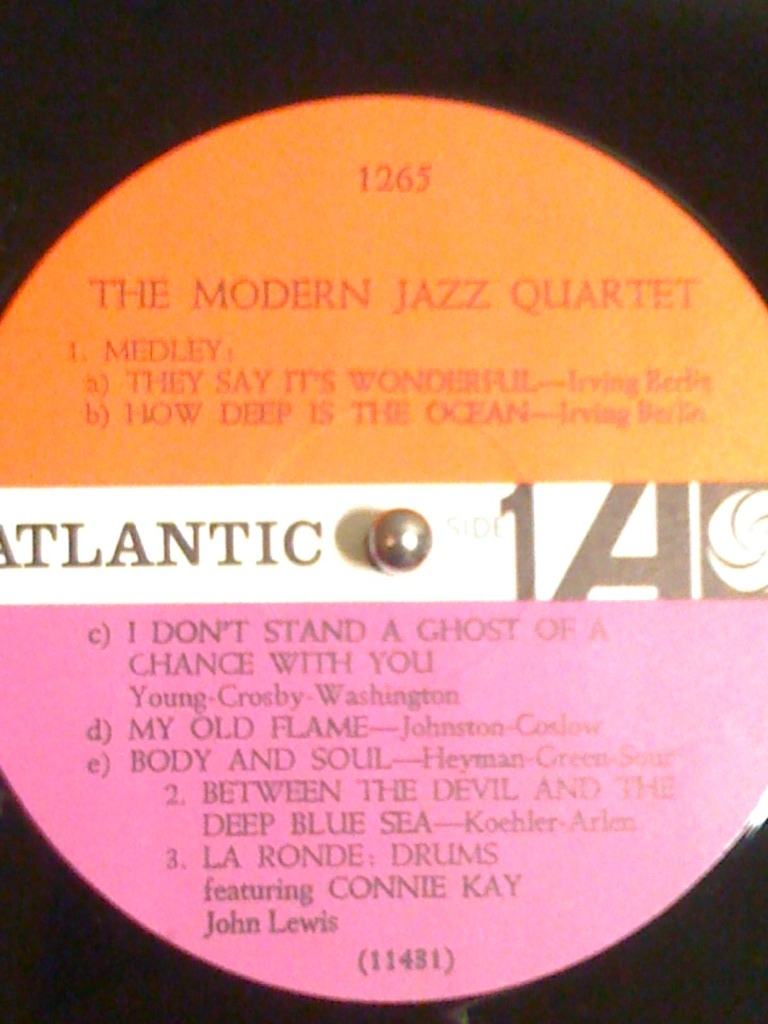 1265
THE MODERN JAZZ QUARTET
1. MEDLEY:
a) THEY SAY IT'S WONDERFUL—Irving Berlin
b) HOW DEEP IS THE OCEAN—Irving Berlin
ATLANTIC SIDE 1 A
c) I DON'T STAND A GHOST OF A
CHANCE WITH YOU
Young-Crosby-Washington
d) MY OLD FLAME—Johnston-Coslow
e) BODY AND SOUL—Heyman-Green-Sour
2. BETWEEN THE DEVIL AND THE
DEEP BLUE SEA—Koehler-Arlen
3. LA RONDE: DRUMS
featuring CONNIE KAY
John Lewis
(11431)